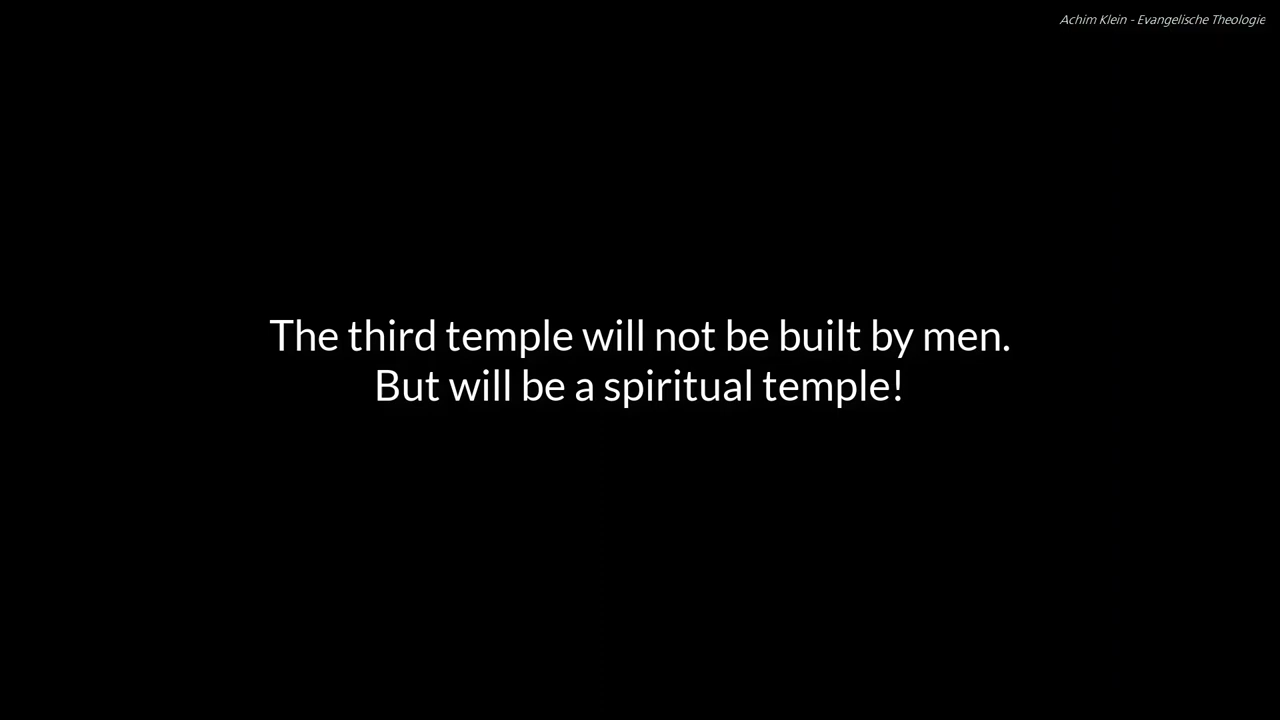 Achim Klein - Evangelische Theologie
The third temple will not be built by men.
But will be a spiritual temple!